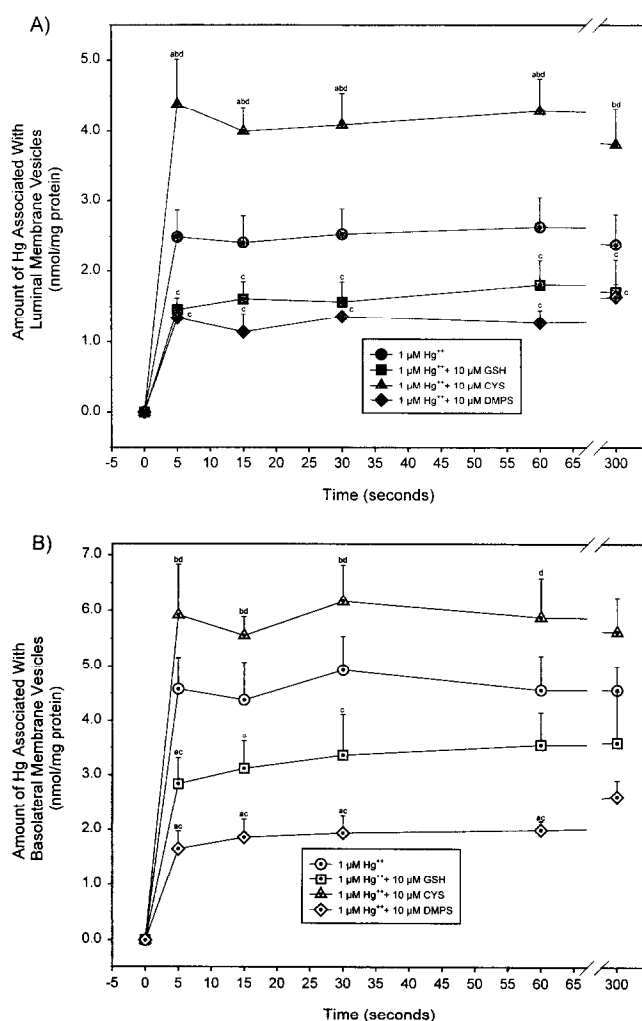 A)
Amount of Hg Associated With
Luminal Membrane Vesicles
(nmol/mg protein)
5.0
4.0
3.0
2.0
1.0
0.0
abd
abd
abd
abd
bd
c
c
c
c
c
c
c
c
c
1 µM Hg++
1 µM Hg+++ 10 µM GSH
1 µM Hg+++ 10 µM CYS
1 µM Hg+++ 10 µM DMPS
-5 0 5 10 15 20 25 30 35 40 45 50 55 60 65 300
Time (seconds)
B)
Amount of Hg Associated With
Basolateral Membrane Vesicles
(nmol/mg protein)
7.0
6.0
5.0
4.0
3.0
2.0
1.0
0.0
bd
bd
bd
d
ac
c
c
ac
ac
ac
ac
1 µM Hg++
1 µM Hg+++ 10 µM GSH
1 µM Hg+++ 10 µM CYS
1 µM Hg+++ 10 µM DMPS
-5 0 5 10 15 20 25 30 35 40 45 50 55 60 65 300
Time (seconds)